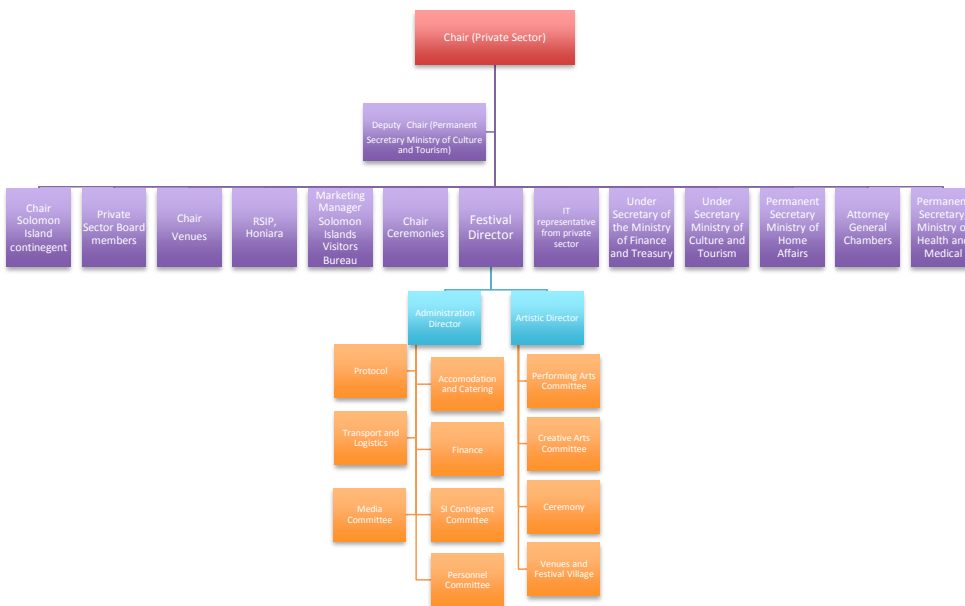 Chair (Private Sector)
Deputy Chair (Permanent
Secretary Ministry of Culture
and Tourism)
Chair
Solomon
Island
continegent
Private
Sector Board
members
Chair
Venues
RSIP,
Honiara
Marketing
Manager
Solomon
Islands
Visitors
Bureau
Chair
Ceremonies
Festival
Director
IT
representative
from private
sector
Under
Secretary of
the Ministry
of Finance
and Treasury
Under
Secretary
Ministry of
Culture and
Tourism
Permanent
Secretary
Ministry of
Home
Affairs
Attorney
General
Chambers
Permanent
Secretary
Ministry of
Health and
Medical
Administration
Director
Artistic Director
Protocol
Accomodation
and Catering
Transport and
Logistics
Finance
Media
Committee
SI Contingent
Commttee
Personnel
Committee
Performing Arts
Committee
Creative Arts
Committee
Ceremony
Venues and
Festival Village